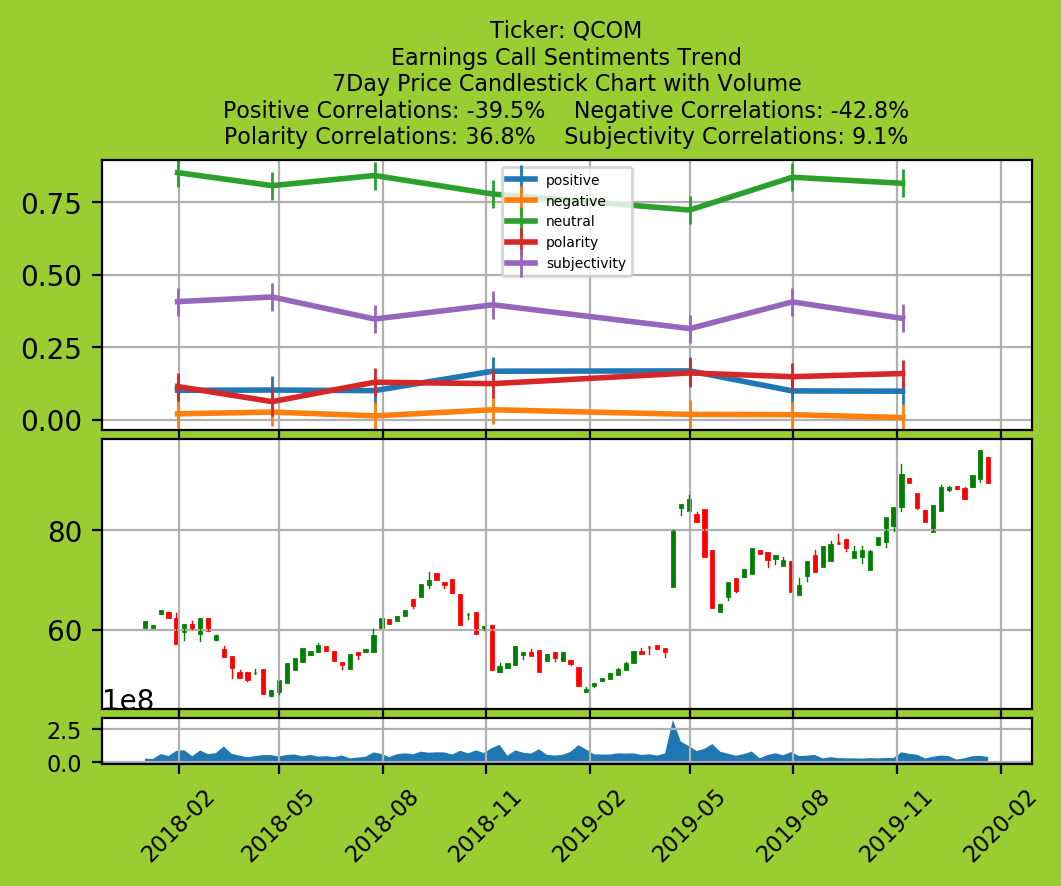 Ticker: QCOM
Earnings Call Sentiments Trend
7Day Price Candlestick Chart with Volume
Positive Correlations: -39.5%    Negative Correlations: -42.8%
Polarity Correlations: 36.8%    Subjectivity Correlations: 9.1%
0.75
0.50
0.25
0.00
positive
negative
neutral
polarity
subjectivity
80
60
1e8
2.5
0.0
2018-02
2018-05
2018-08
2018-11
2019-02
2019-05
2019-08
2019-11
2020-02